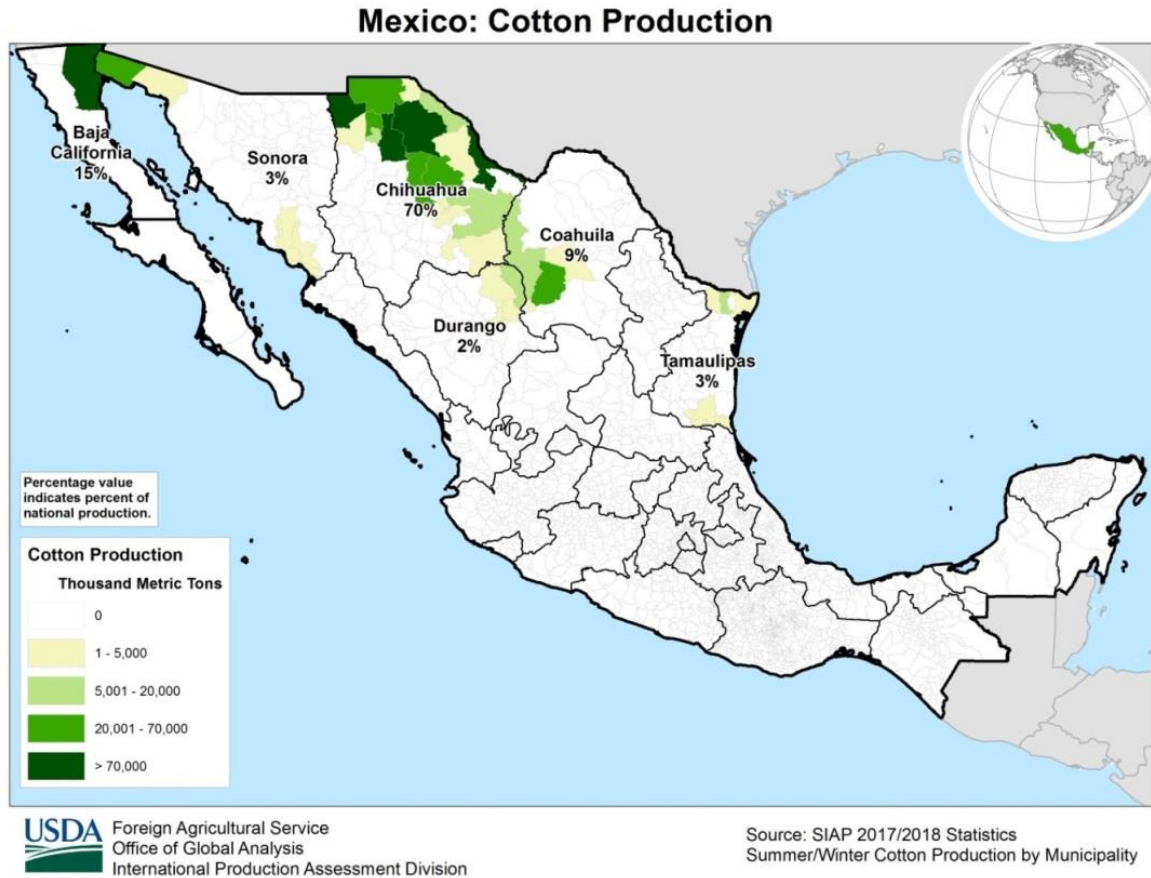 Mexico: Cotton Production
Baja
California
15%
Sonora
3%
Chihuahua
70%
Coahuila
9%
Durango
2%
Tamaulipas
3%
Percentage value
indicates percent of
national production.
Cotton Production
Thousand Metric Tons
0
1 - 5,000
5,001 - 20,000
20,001 - 70,000
> 70,000
USDA
Foreign Agricultural Service
Office of Global Analysis
International Production Assessment Division
Source: SIAP 2017/2018 Statistics
Summer/Winter Cotton Production by Municipality